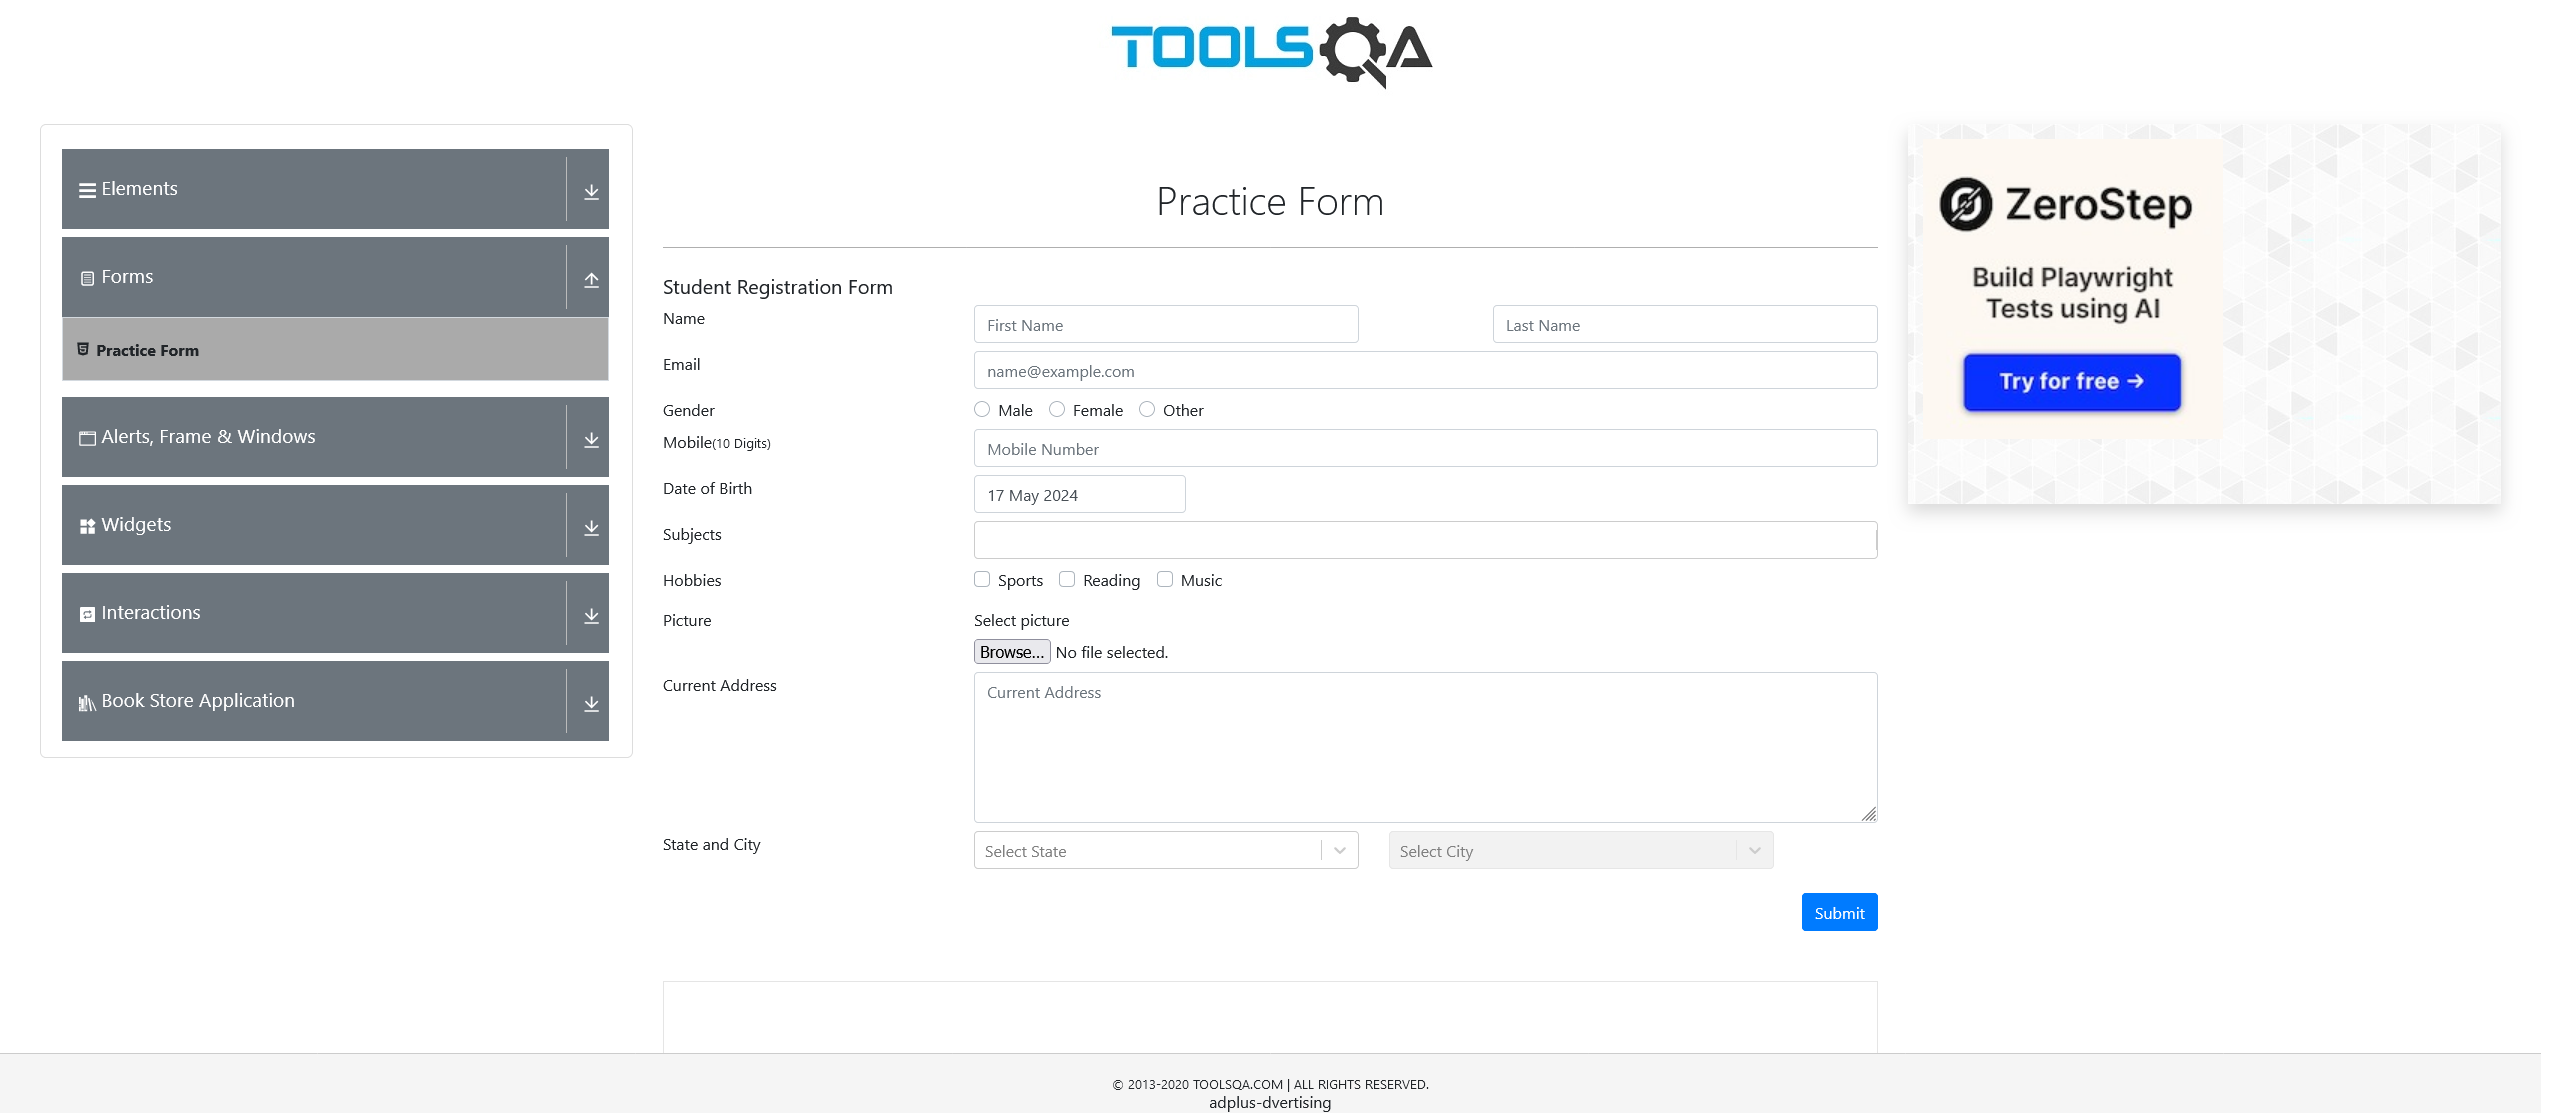 TOOLSQA
Elements
Forms
Practice Form
Alerts, Frame & Windows
Widgets
Interactions
Book Store Application
Practice Form
Student Registration Form
Name
First Name
Last Name
Email
name@example.com
Gender
Male
Female
Other
Mobile(10 Digits)
Mobile Number
Date of Birth
17 May 2024
Subjects
Hobbies
Sports
Reading
Music
Picture
Select picture
Browse... No file selected.
Current Address
Current Address
State and City
Select State
Select City
Submit
ZeroStep
Build Playwright
Tests using AI
Try for free →
© 2013-2020 TOOLSQA.COM | ALL RIGHTS RESERVED.
adplus-dvertising